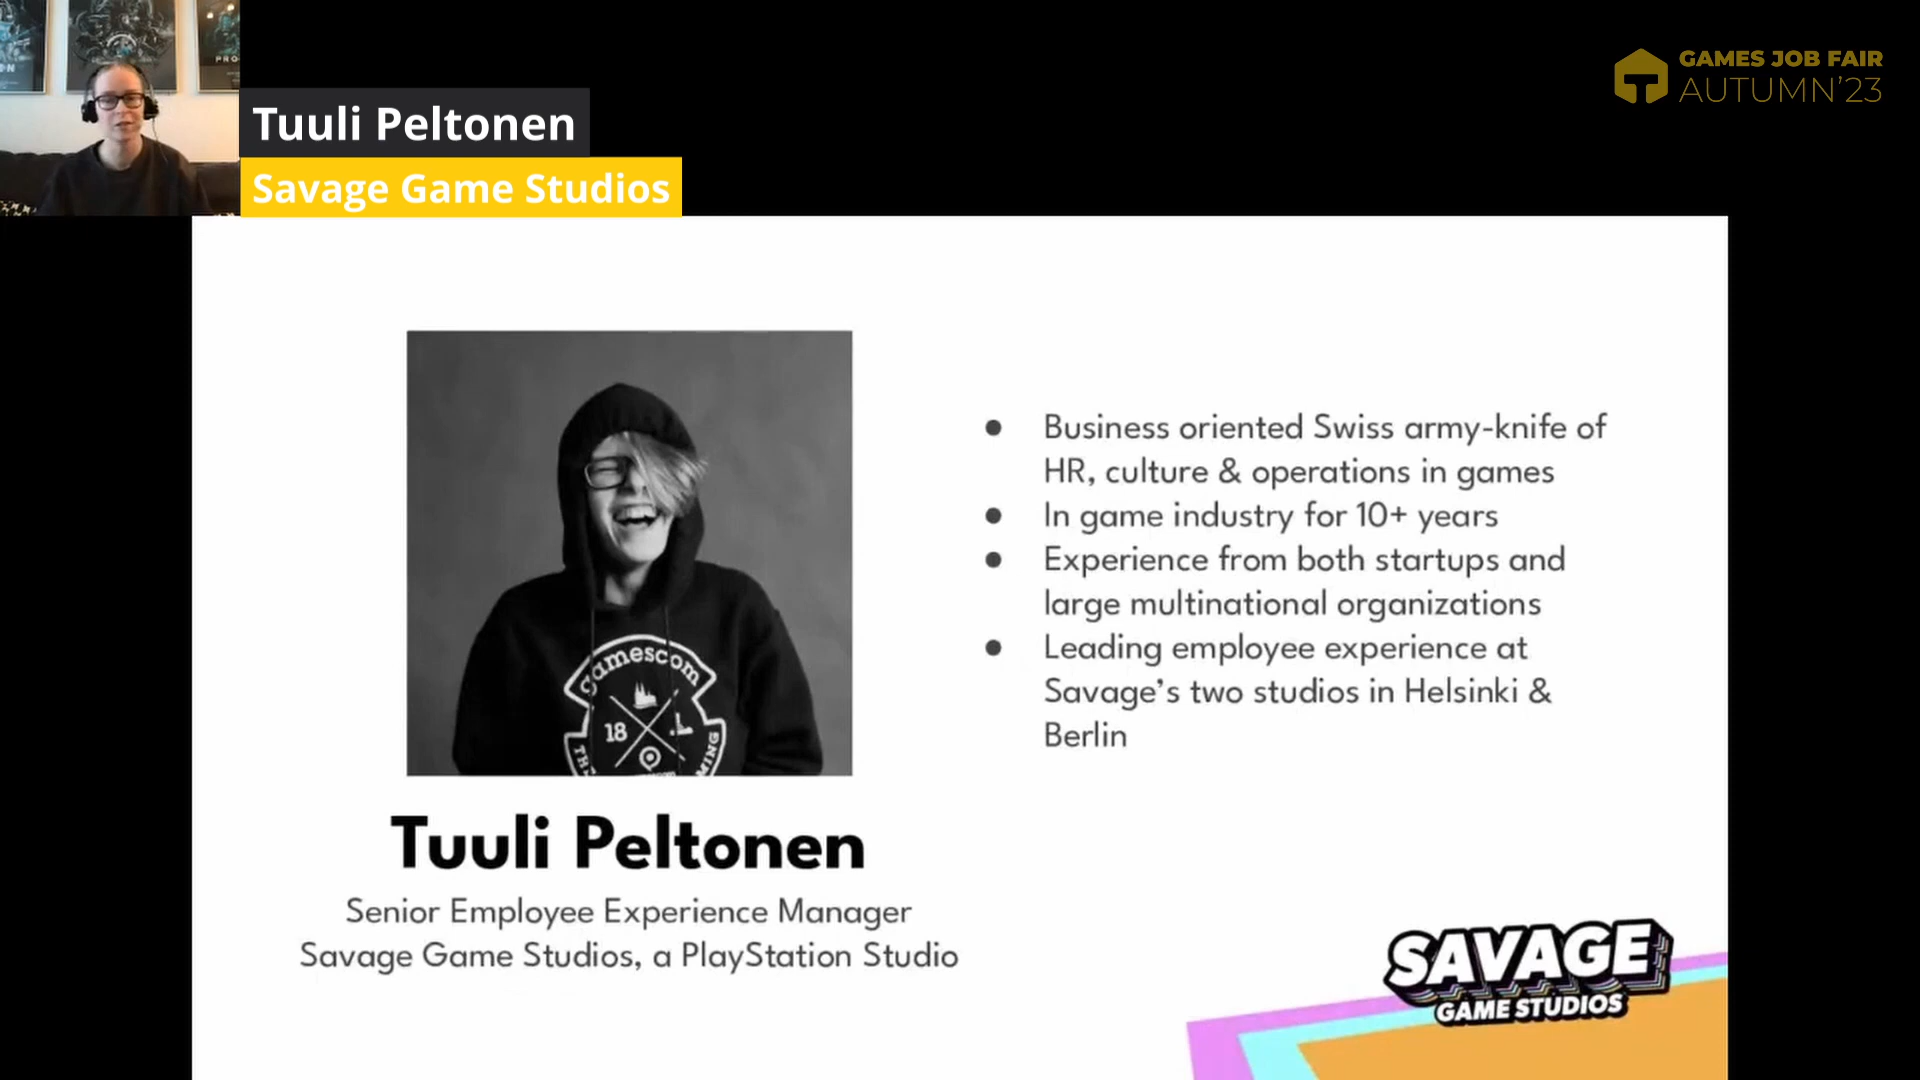 GAMES JOB FAIR
AUTUMN'23
Tuuli Peltonen
Savage Game Studios
● Business oriented Swiss army-knife of
HR, culture & operations in games
● In game industry for 10+ years
● Experience from both startups and
large multinational organizations
● Leading employee experience at
Savage’s two studios in Helsinki &
Berlin
gamescom
18
Tuuli Peltonen
Senior Employee Experience Manager
Savage Game Studios, a PlayStation Studio
SAVAGE
GAME STUDIOS